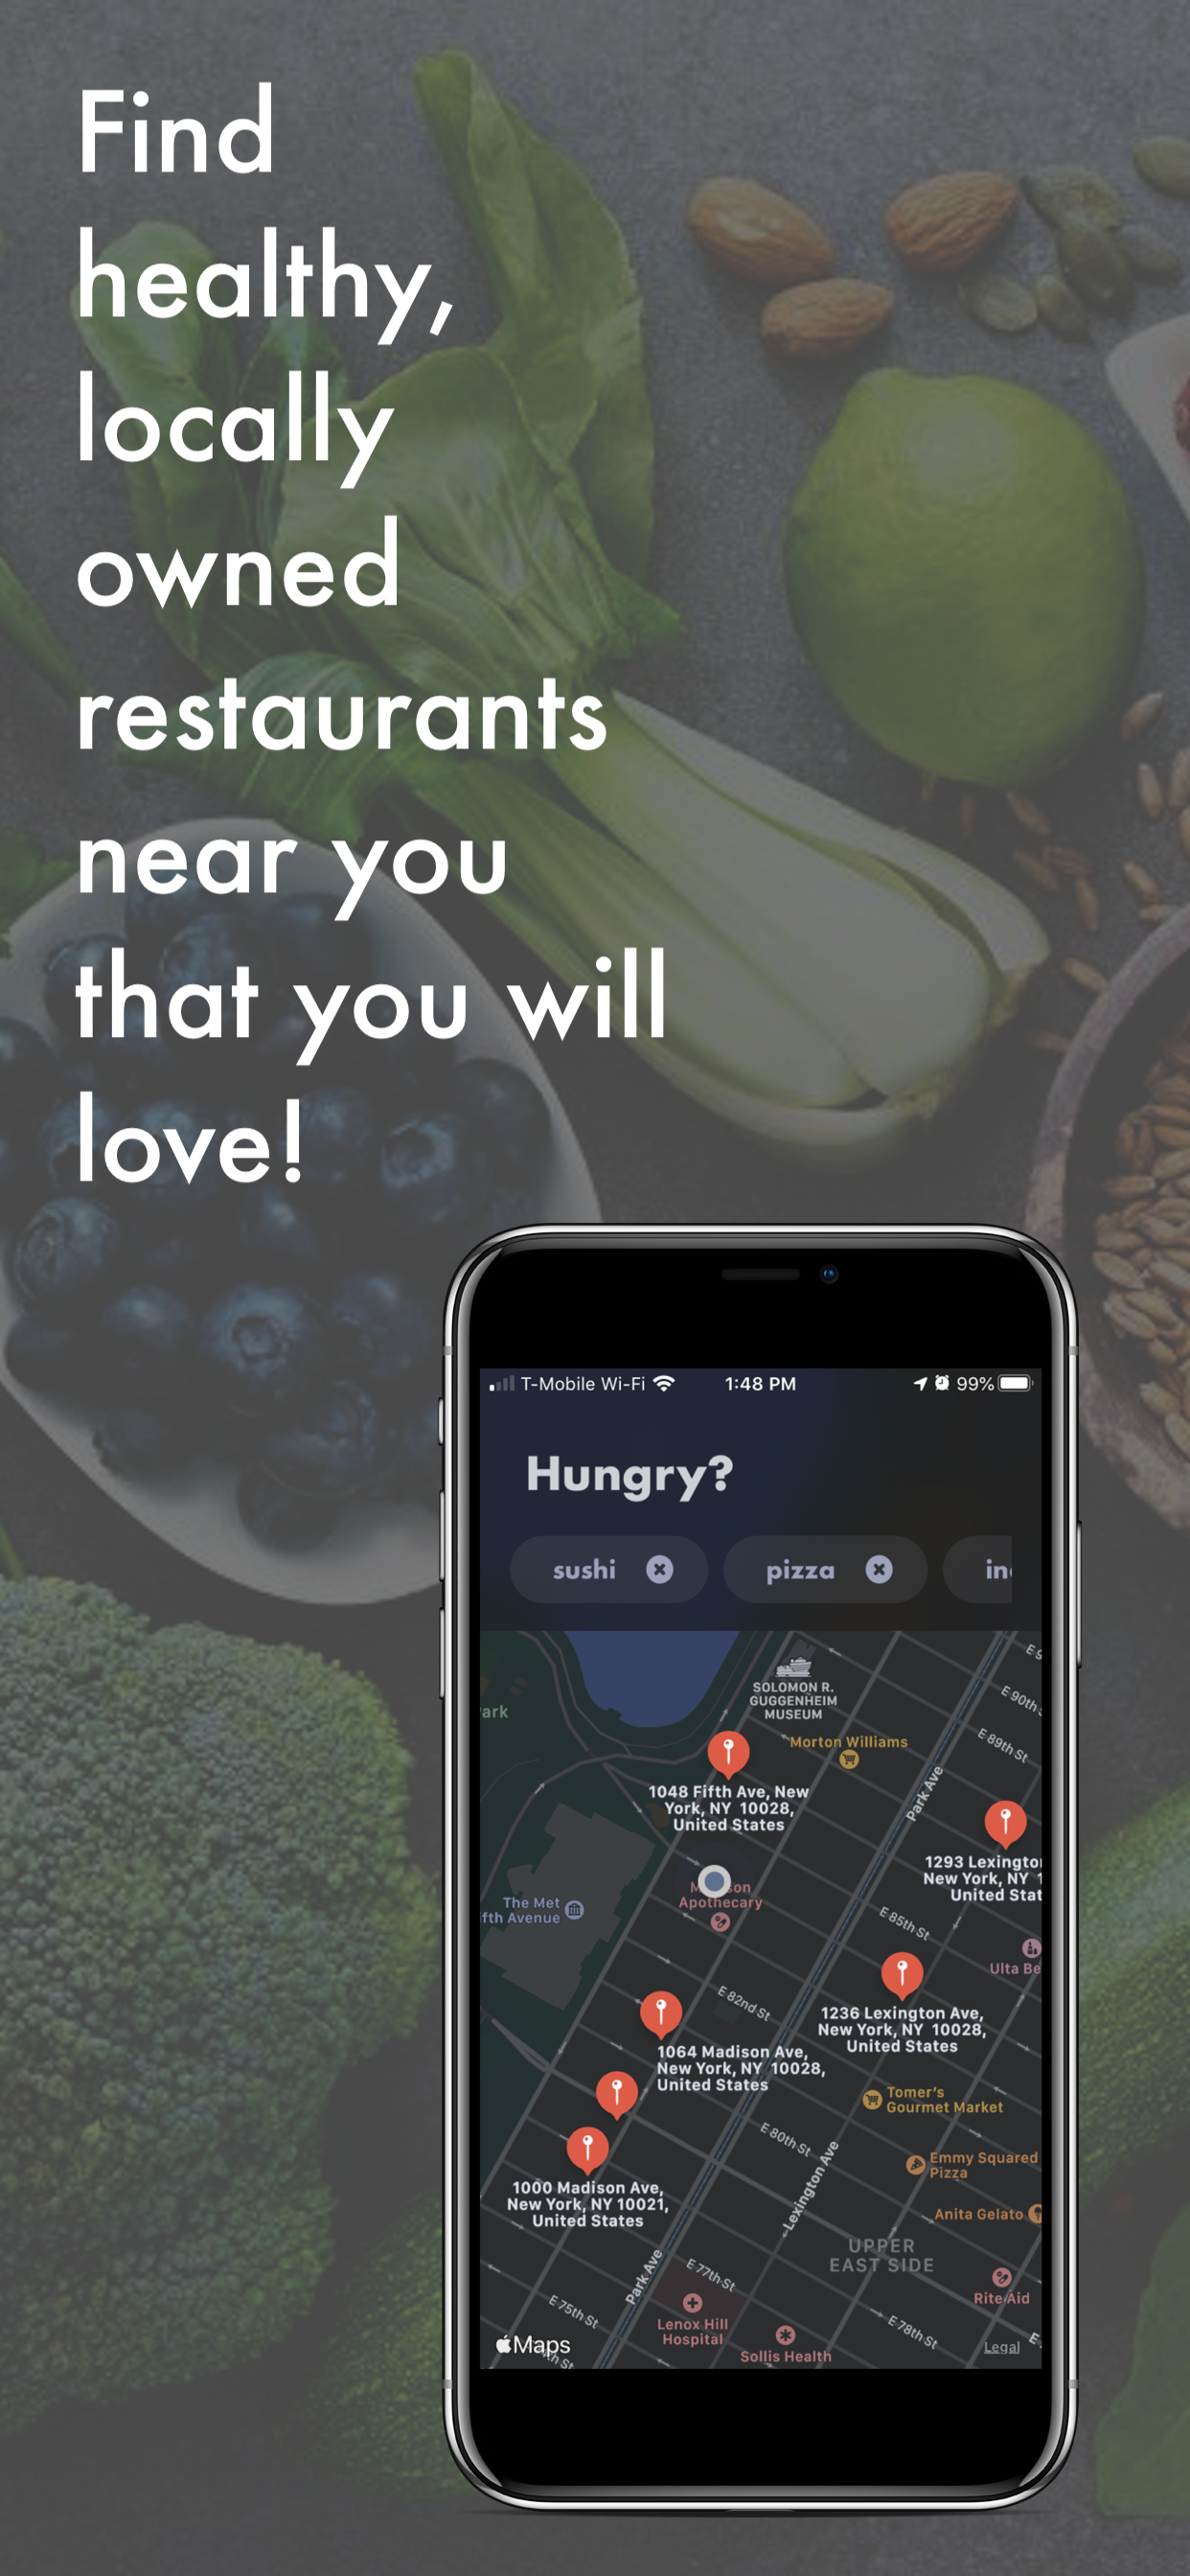 Find
healthy,
locally
owned
restaurants
near you
that you will
love!
T-Mobile Wi-Fi 1:48 PM 99%
Hungry?
sushi pizza
SOLOMON R.
GUGGENHEIM
MUSEUM
ark
E 90th
E 89th St
Morton Williams
Park Ave
1048 Fifth Ave, New
York, NY 10028,
United States
1293 Lexingto
New York, NY 1
United Stat
Apothecary
The Met
fth Avenue
E 85th St
Ulta Be
E 82nd St
1236 Lexington Ave,
New York, NY 10028,
United States
1064 Madison Ave,
New York, NY 10028,
United States
Tomer's
Gourmet Market
E 80th St
Lexington Ave
Emmy Squared
Pizza
1000 Madison Ave,
New York, NY 10021,
United States
Anita Gelato
UPPER
EAST SIDE
Park Ave
E 77th St
Rite Aid
E 75th St
Lenox Hill
Hospital
E 78th St
Maps
Sollis Health
Legal